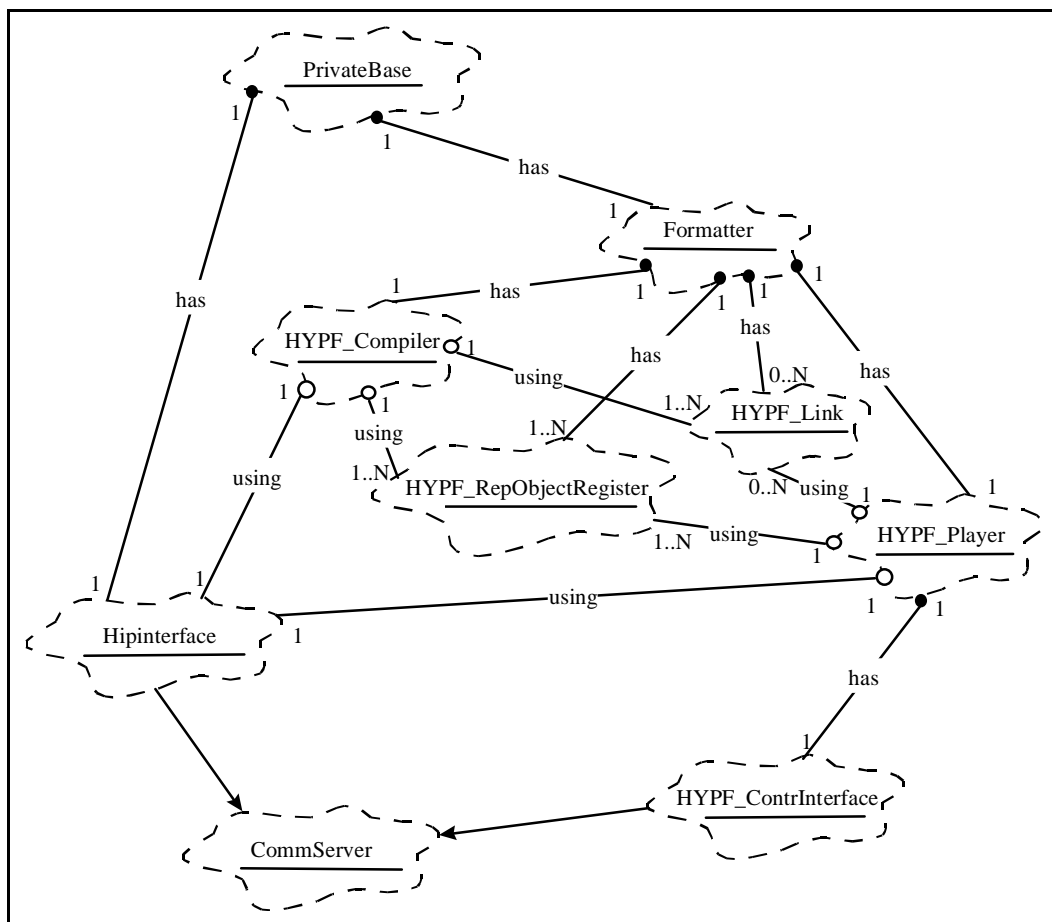 PrivateBase
1
1
has
1
Formatter
1
has
1
1
1
1
has
has
HYPF_Compiler
1
has
using
0..N
has
1
1
1..N
HYPF_Link
1..N
using
using
1..N
HYPF_RepObjectRegister
0..N
using
1
1
HYPF_Player
1..N
using
1
1
1
using
1
1
Hipinterface
1
has
1
HYPF_ContrInterface
CommServer